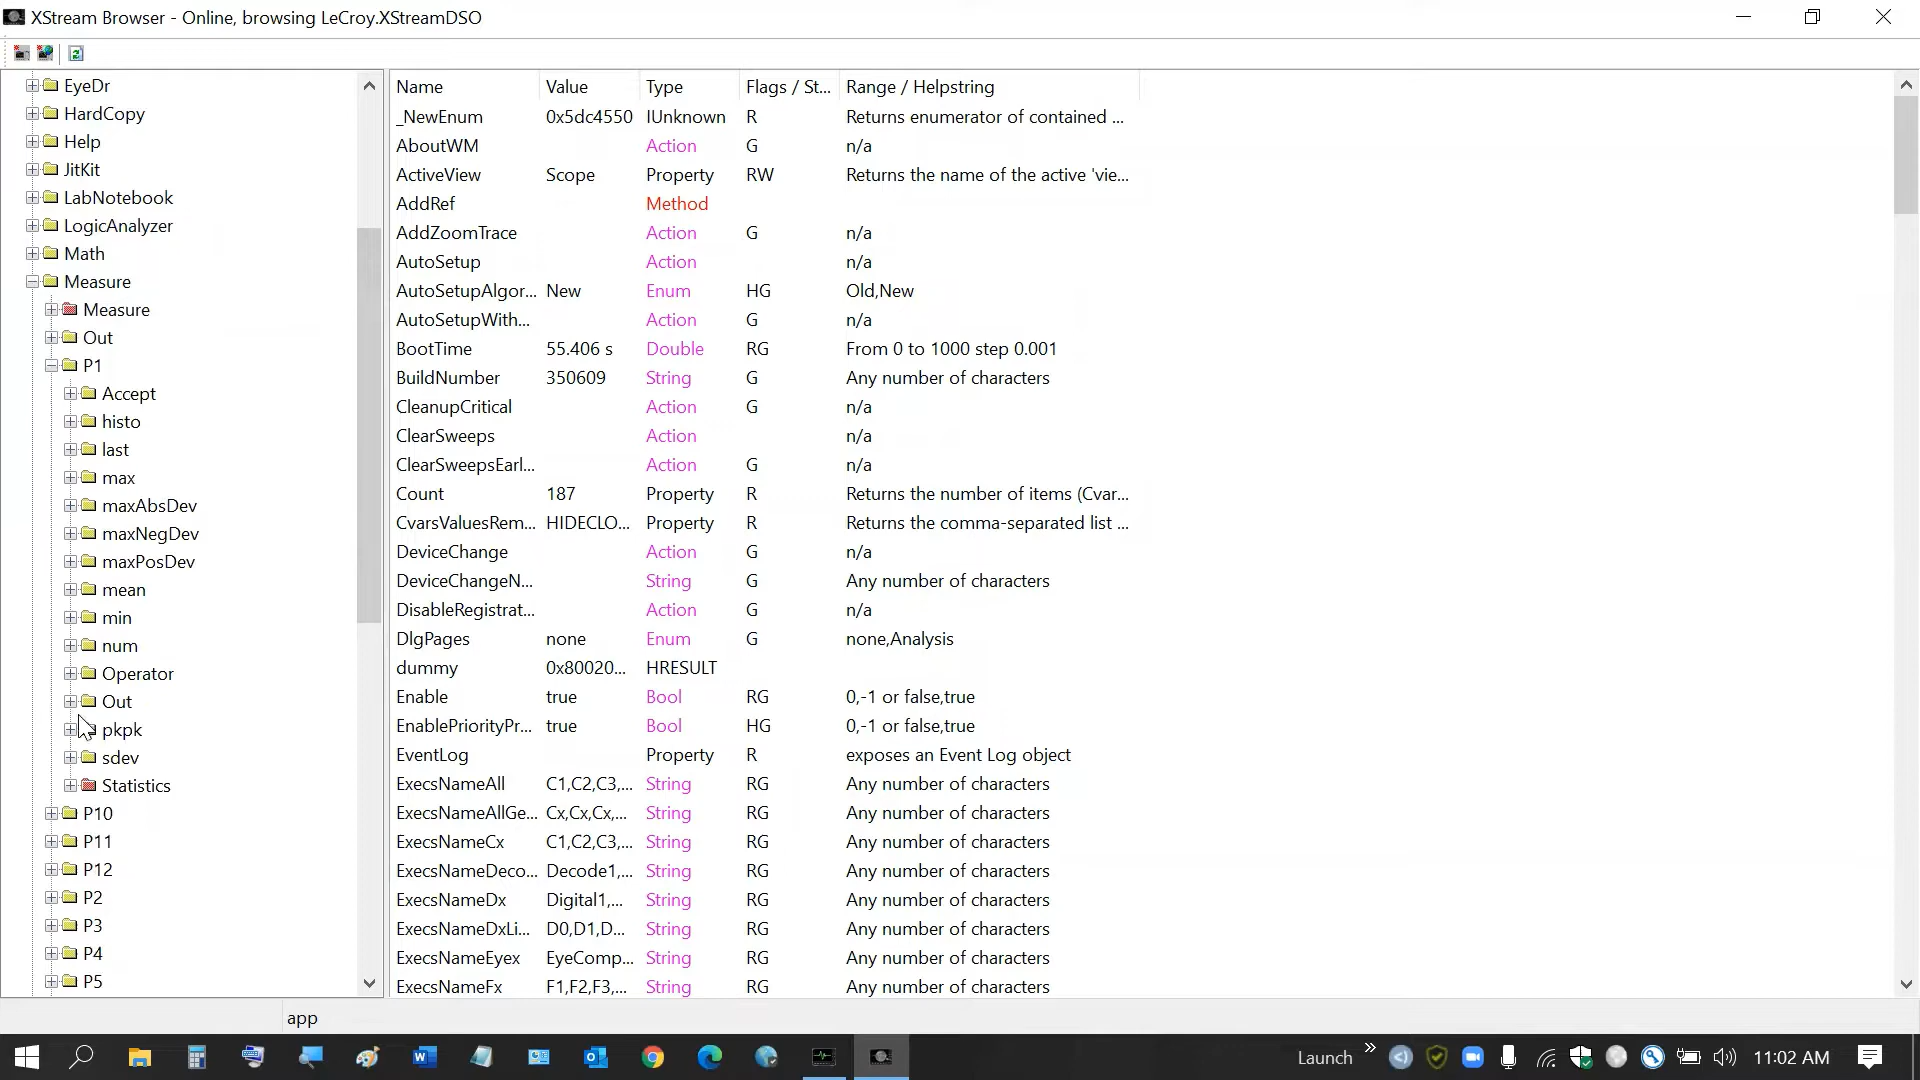 XStream Browser - Online, browsing LeCroy.XStreamDSO
EyeDr
HardCopy
Help
JitKit
LabNotebook
LogicAnalyzer
Math
Measure
Measure
Out
P1
Accept
histo
last
max
maxAbsDev
maxNegDev
maxPosDev
mean
min
num
Operator
Out
pkpk
sdev
Statistics
P10
P11
P12
P2
P3
P4
P5
Name Value Type Flags / St... Range / Helpstring
_NewEnum 0x5dc4550 IUnknown R Returns enumerator of contained ...
AboutWM Action G n/a
ActiveView Scope Property RW Returns the name of the active 'vie...
AddRef Method
AddZoomTrace Action G n/a
AutoSetup Action n/a
AutoSetupAlgor... New Enum HG Old,New
AutoSetupWith... Action G n/a
BootTime 55.406 s Double RG From 0 to 1000 step 0.001
BuildNumber 350609 String G Any number of characters
CleanupCritical Action G n/a
ClearSweeps Action n/a
ClearSweepsEarl... Action G n/a
Count 187 Property R Returns the number of items (Cvar...
CvarsValuesRem... HIDECLO... Property R Returns the comma-separated list ...
DeviceChange Action G n/a
DeviceChangeN... String G Any number of characters
DisableRegistrat... Action G n/a
DlgPages none Enum G none,Analysis
dummy 0x80020... HRESULT
Enable true Bool RG 0,-1 or false,true
EnablePriorityPr... true Bool HG 0,-1 or false,true
EventLog Property R exposes an Event Log object
ExecsNameAll C1,C2,C3,... String RG Any number of characters
ExecsNameAllGe... Cx,Cx,Cx,... String RG Any number of characters
ExecsNameCx C1,C2,C3,... String RG Any number of characters
ExecsNameDeco... Decode1,... String RG Any number of characters
ExecsNameDx Digital1,... String RG Any number of characters
ExecsNameDxLi... D0,D1,D... String RG Any number of characters
ExecsNameEyex EyeComp... String RG Any number of characters
ExecsNameFx F1,F2,F3,... String RG Any number of characters
app
Launch » 11:02 AM